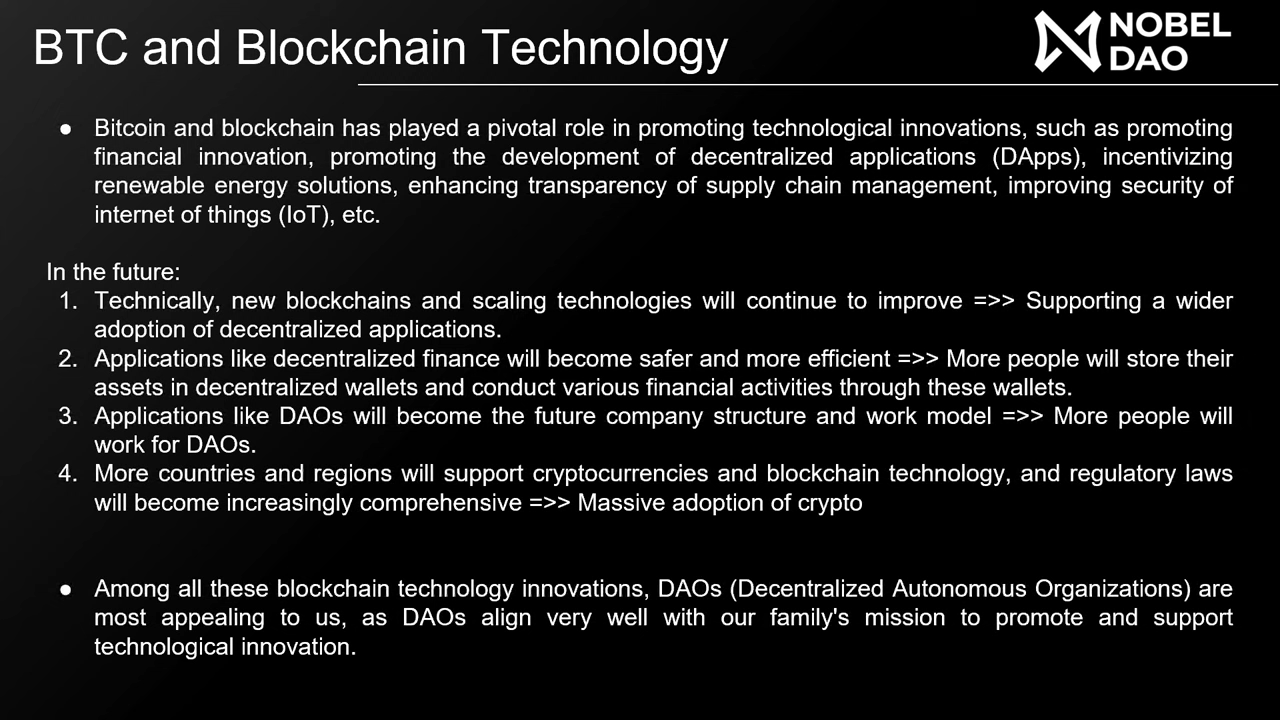 BTC and Blockchain Technology
NOBEL
DAO
● Bitcoin and blockchain has played a pivotal role in promoting technological innovations, such as promoting
financial innovation, promoting the development of decentralized applications (DApps), incentivizing
renewable energy solutions, enhancing transparency of supply chain management, improving security of
internet of things (IoT), etc.
In the future:
1. Technically, new blockchains and scaling technologies will continue to improve =>> Supporting a wider
adoption of decentralized applications.
2. Applications like decentralized finance will become safer and more efficient =>> More people will store their
assets in decentralized wallets and conduct various financial activities through these wallets.
3. Applications like DAOs will become the future company structure and work model =>> More people will
work for DAOs.
4. More countries and regions will support cryptocurrencies and blockchain technology, and regulatory laws
will become increasingly comprehensive =>> Massive adoption of crypto
● Among all these blockchain technology innovations, DAOs (Decentralized Autonomous Organizations) are
most appealing to us, as DAOs align very well with our family's mission to promote and support
technological innovation.